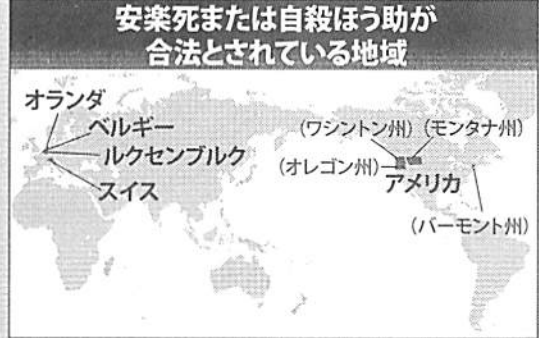 安楽死または自殺ほう助が
合法とされている地域
オランダ
ベルギー
ルクセンブルク
スイス
(ワシントン州)(モンタナ州)
(オレゴン州)
アメリカ
(バーモント州)